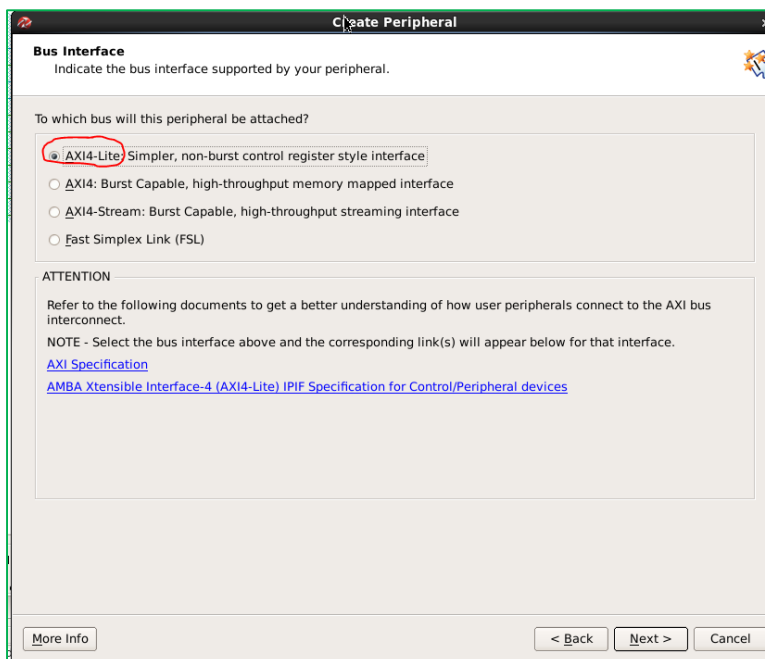 Create Peripheral
Bus Interface
Indicate the bus interface supported by your peripheral.
To which bus will this peripheral be attached?
AXI4-Lite: Simpler, non-burst control register style interface
AXI4: Burst Capable, high-throughput memory mapped interface
AXI4-Stream: Burst Capable, high-throughput streaming interface
Fast Simplex Link (FSL)
ATTENTION
Refer to the following documents to get a better understanding of how user peripherals connect to the AXI bus
interconnect.
NOTE - Select the bus interface above and the corresponding link(s) will appear below for that interface.
AXI Specification
AMBA Xtensible Interface-4 (AXI4-Lite) IPIF Specification for Control/Peripheral devices
More Info
< Back
Next >
Cancel